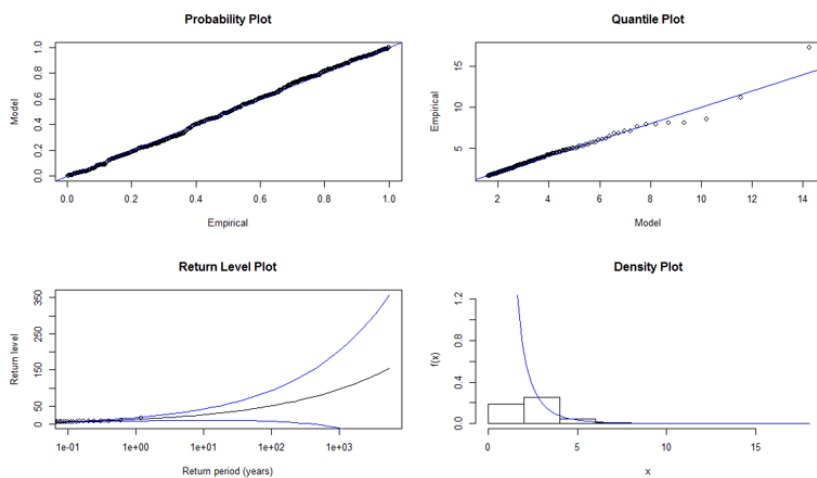 Probability Plot
Model
0.0 0.2 0.4 0.6 0.8 1.0
0.0 0.2 0.4 0.6 0.8 1.0
Empirical
Quantile Plot
Empirical
5 10 15
2 4 6 8 10 12 14
Model
Return Level Plot
Return level
0 50 150 250 350
1e-01 1e+00 1e+01 1e+02 1e+03
Return period (years)
Density Plot
f(x)
0.0 0.4 0.8 1.2
0 5 10 15
x